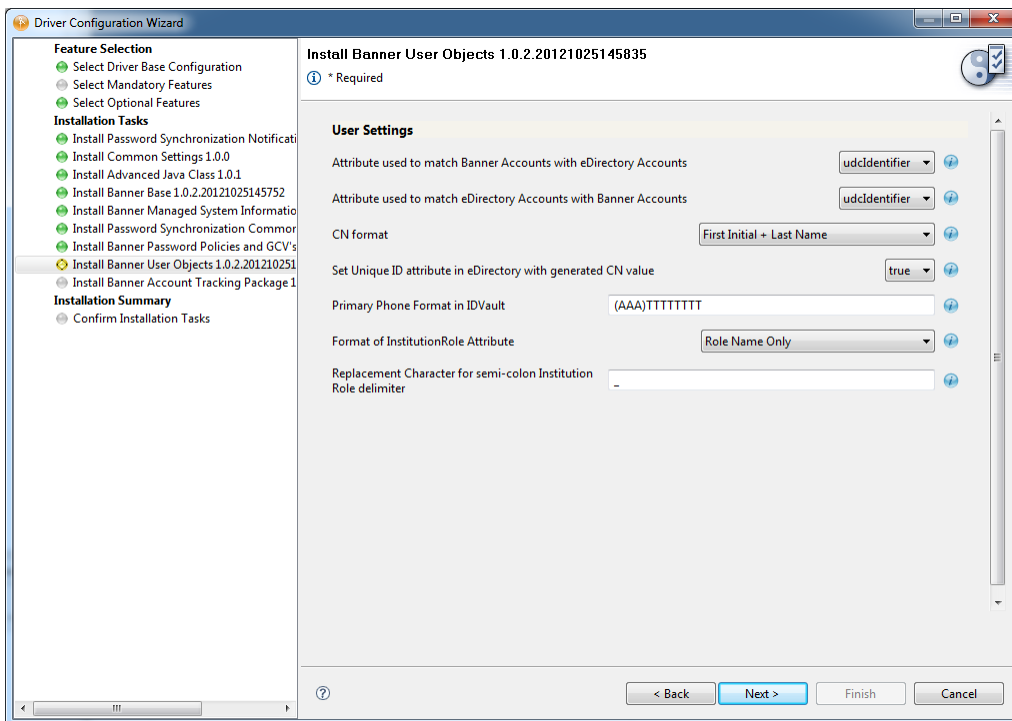 Driver Configuration Wizard
Feature Selection
Select Driver Base Configuration
Select Mandatory Features
Select Optional Features
Installation Tasks
Install Password Synchronization Notificati
Install Common Settings 1.0.0
Install Advanced Java Class 1.0.1
Install Banner Base 1.0.2.20121025145752
Install Banner Managed System Informatio
Install Password Synchronization Common
Install Banner Password Policies and GCV's
Install Banner User Objects 1.0.2.201210251
Install Banner Account Tracking Package 1
Installation Summary
Confirm Installation Tasks
Install Banner User Objects 1.0.2.20121025145835
* Required
User Settings
Attribute used to match Banner Accounts with eDirectory Accounts udcIdentifier
Attribute used to match eDirectory Accounts with Banner Accounts udcIdentifier
CN format First Initial + Last Name
Set Unique ID attribute in eDirectory with generated CN value true
Primary Phone Format in IDVault (AAA)TTTTTTTT
Format of InstitutionRole Attribute Role Name Only
Replacement Character for semi-colon Institution
Role delimiter _
< Back Next > Finish Cancel